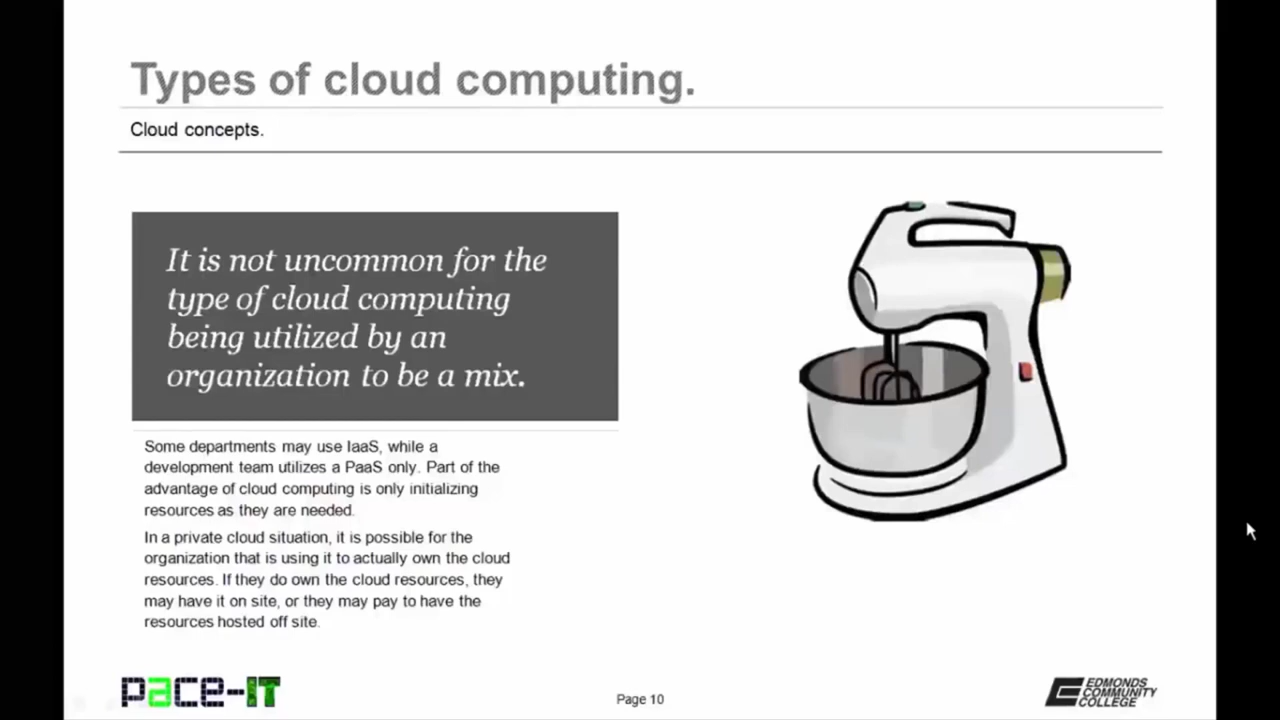 Types of cloud computing.
Cloud concepts.
It is not uncommon for the
type of cloud computing
being utilized by an
organization to be a mix.
Some departments may use IaaS, while a
development team utilizes a PaaS only. Part of the
advantage of cloud computing is only initializing
resources as they are needed.
In a private cloud situation, it is possible for the
organization that is using it to actually own the cloud
resources. If they do own the cloud resources, they
may have it on site, or they may pay to have the
resources hosted off site.
pace-IT
Page 10
EDMONDS
COMMUNITY
COLLEGE